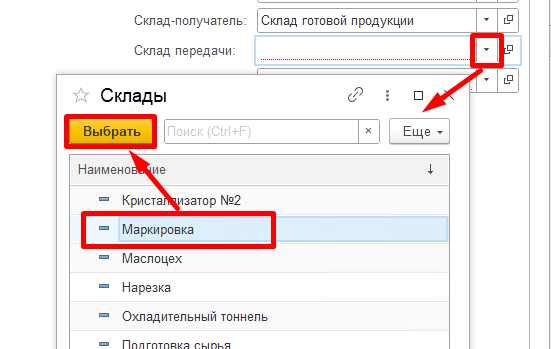 Склад-получатель: Склад готовой продукции
Склад передачи:
Склады
Выбрать Поиск (Ctrl+F) × Еще
Наименование ↓
Кристаллизатор №2
Маркировка
Маслоцех
Нарезка
Охладительный тоннель
Подготовка сырья